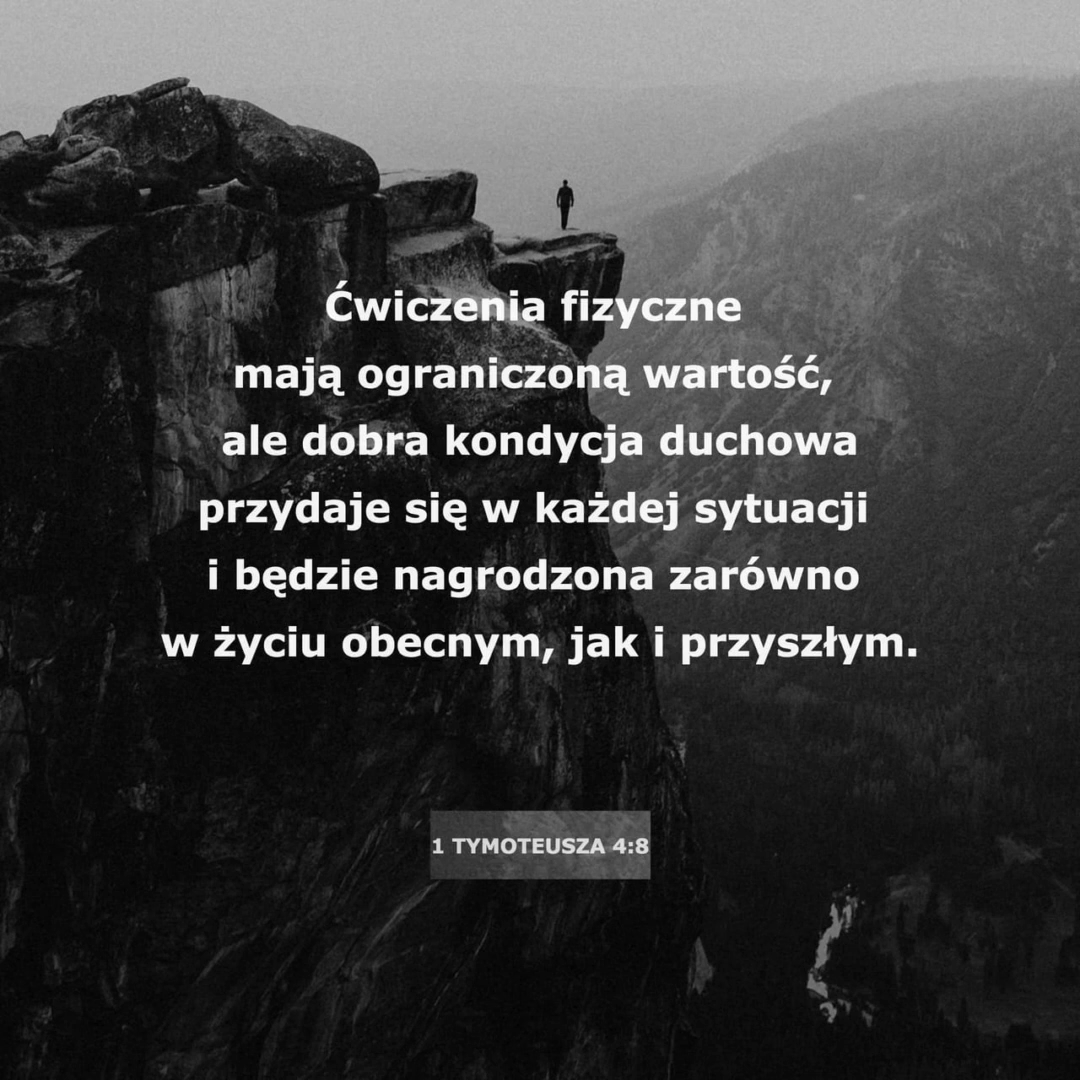 Ćwiczenia fizyczne
mają ograniczoną wartość,
ale dobra kondycja duchowa
przydaje się w każdej sytuacji
i będzie nagrodzona zarówno
w życiu obecnym, jak i przyszłym.
1 TYMOTEUSZA 4:8